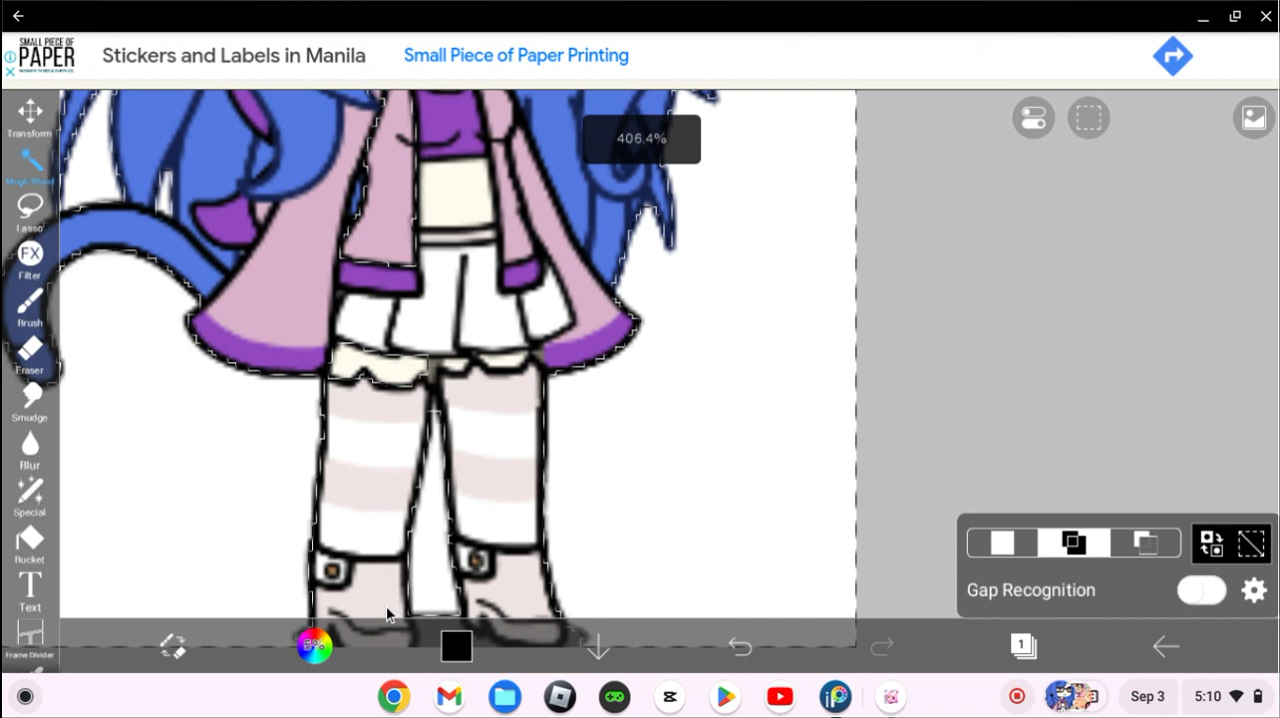 SMALL PIECE OF
PAPER
Stickers and Labels in Manila
Small Piece of Paper Printing
406.4%
Transform
Magic Wand
Lasso
FX
Filter
Brush
Eraser
Smudge
Blur
Special
Bucket
T
Text
Frame Divider
Gap Recognition
1
Sep 3
5:10